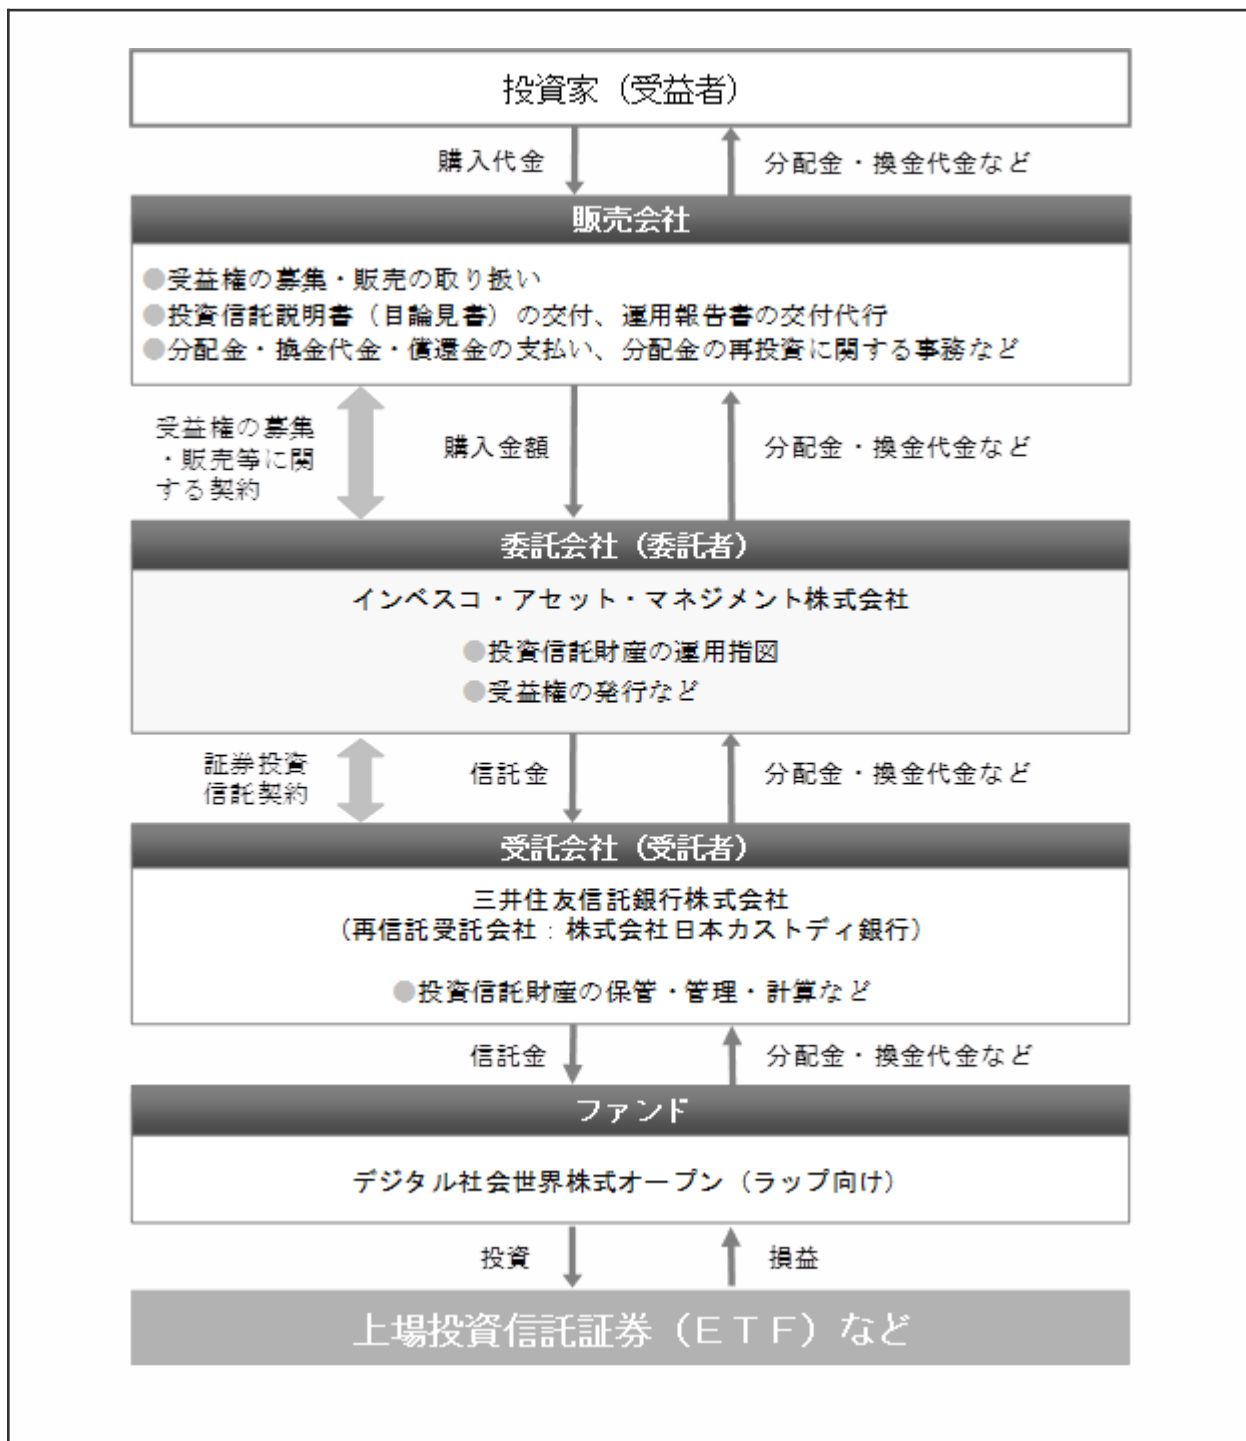 投資家（受益者）
購入代金
分配金・換金代金など
販売会社
●受益権の募集・販売の取り扱い
●投資信託説明書（目論見書）の交付、運用報告書の交付代行
●分配金・換金代金・償還金の支払い、分配金の再投資に関する事務など
受益権の募集
・販売等に関
する契約
購入金額
分配金・換金代金など
委託会社（委託者）
インベスコ・アセット・マネジメント株式会社
●投資信託財産の運用指図
●受益権の発行など
証券投資
信託契約
信託金
分配金・換金代金など
受託会社（受託者）
三井住友信託銀行株式会社
（再信託受託会社：株式会社日本カストディ銀行）
●投資信託財産の保管・管理・計算など
信託金
分配金・換金代金など
ファンド
デジタル社会世界株式オープン（ラップ向け）
投資
損益
上場投資信託証券（ＥＴＦ）など